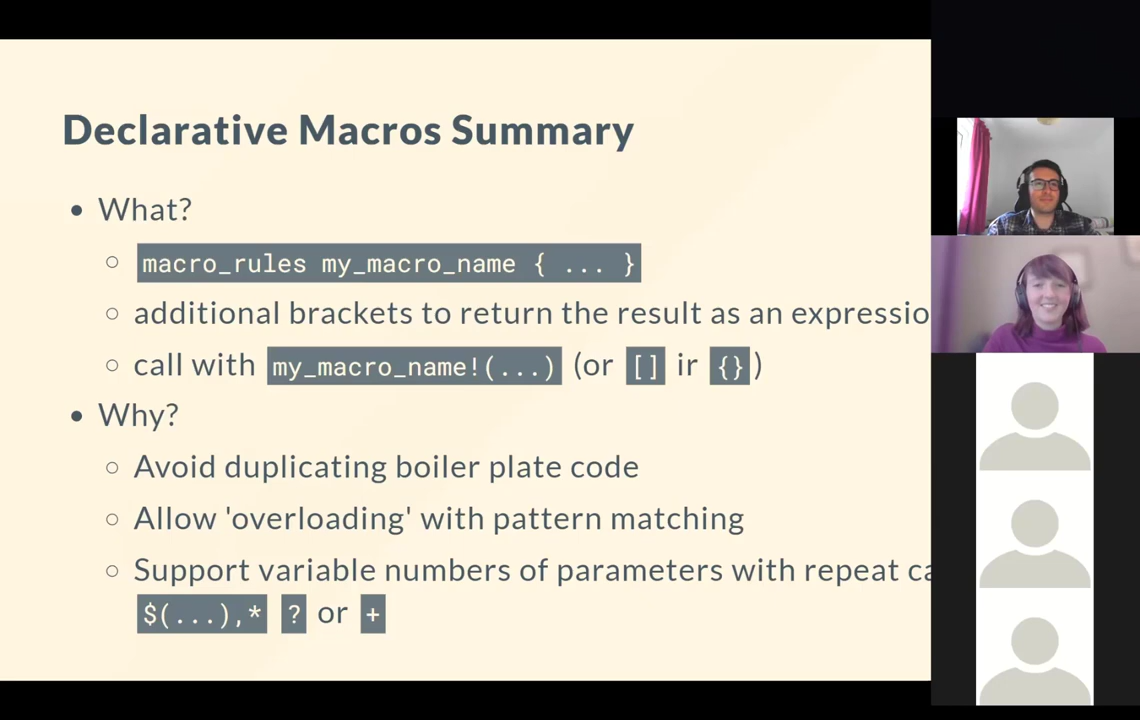 Declarative Macros Summary
What?
macro_rules my_macro_name { ... }
additional brackets to return the result as an expressio
call with my_macro_name!(...) (or [] ir {})
Why?
Avoid duplicating boiler plate code
Allow 'overloading' with pattern matching
Support variable numbers of parameters with repeat ca
$(...),* ? or +